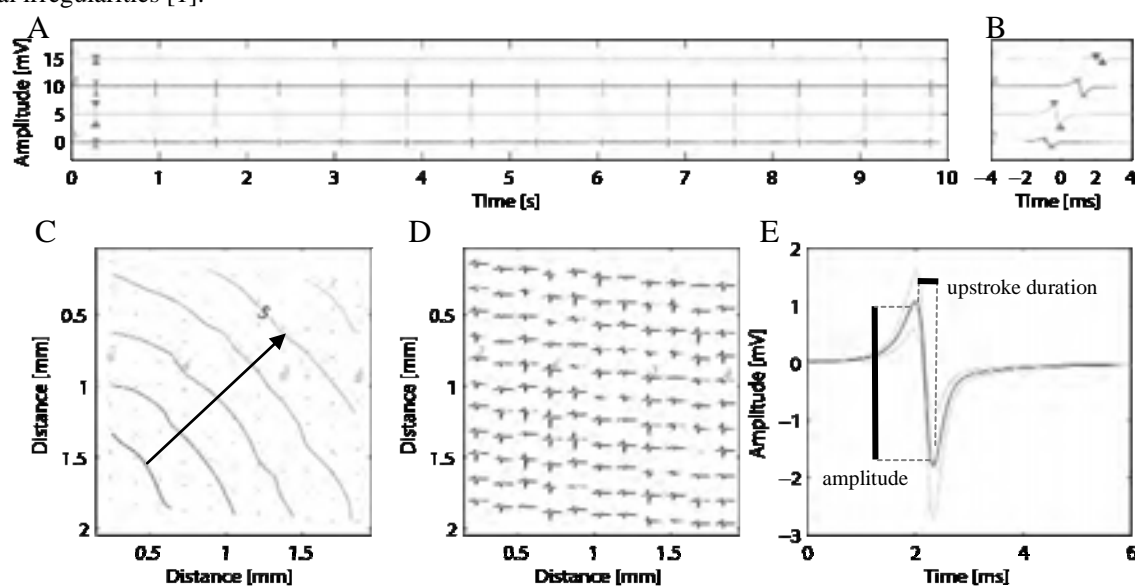 al irregularities [1].
A
B
Amplitude [mV]
15
10
5
0
0 1 2 3 4 5 6 7 8 9 10
Time [s]
−4 −2 0 2 4
Time [ms]
C
D
E
Distance [mm]
0.5
1
1.5
2
0.5 1 1.5
Distance [mm]
5
Distance [mm]
0.5
1
1.5
2
0.5 1 1.5
Distance [mm]
Amplitude [mV]
2
1
0
−1
−2
−3
0 2 4 6
Time [ms]
upstroke duration
amplitude